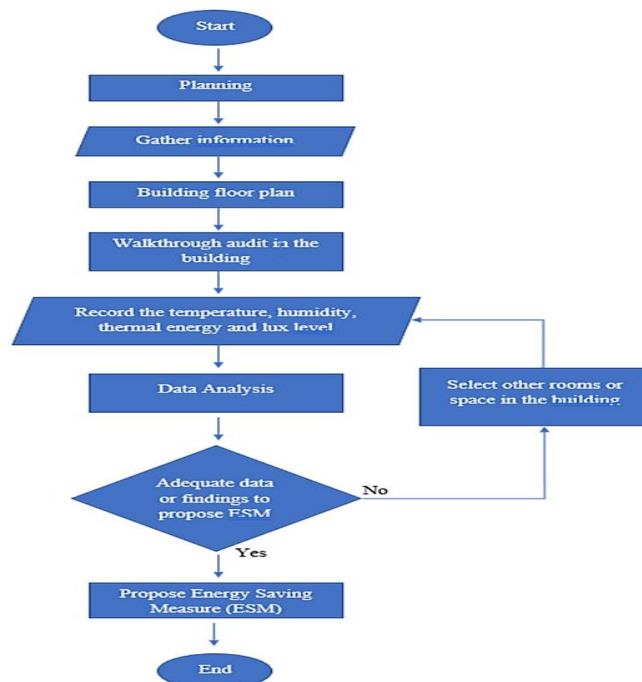 Start
Planning
Gather information
Building floor plan
Walkthrough audit in the
building
Record the temperature, humidity,
thermal energy and lux level
Data Analysis
Select other rooms or
space in the building
Adequate data
or findings to
propose ESM
No
Yes
Propose Energy Saving
Measure (ESM)
End